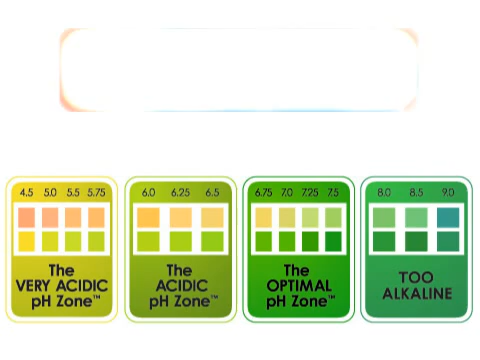 4.5 5.0 5.5 5.75
The
VERY ACIDIC
pH Zone™
6.0 6.25 6.5
The
ACIDIC
pH Zone™
6.75 7.0 7.25 7.5
The
OPTIMAL
pH Zone™
8.0 8.5 9.0
TOO
ALKALINE